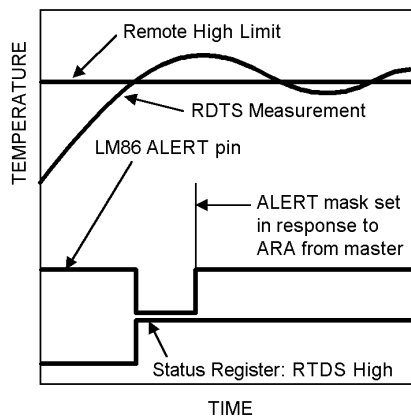 Remote High Limit
TEMPERATURE
RDTS Measurement
LM86 ALERT pin
ALERT mask set
in response to
ARA from master
Status Register: RTDS High
TIME